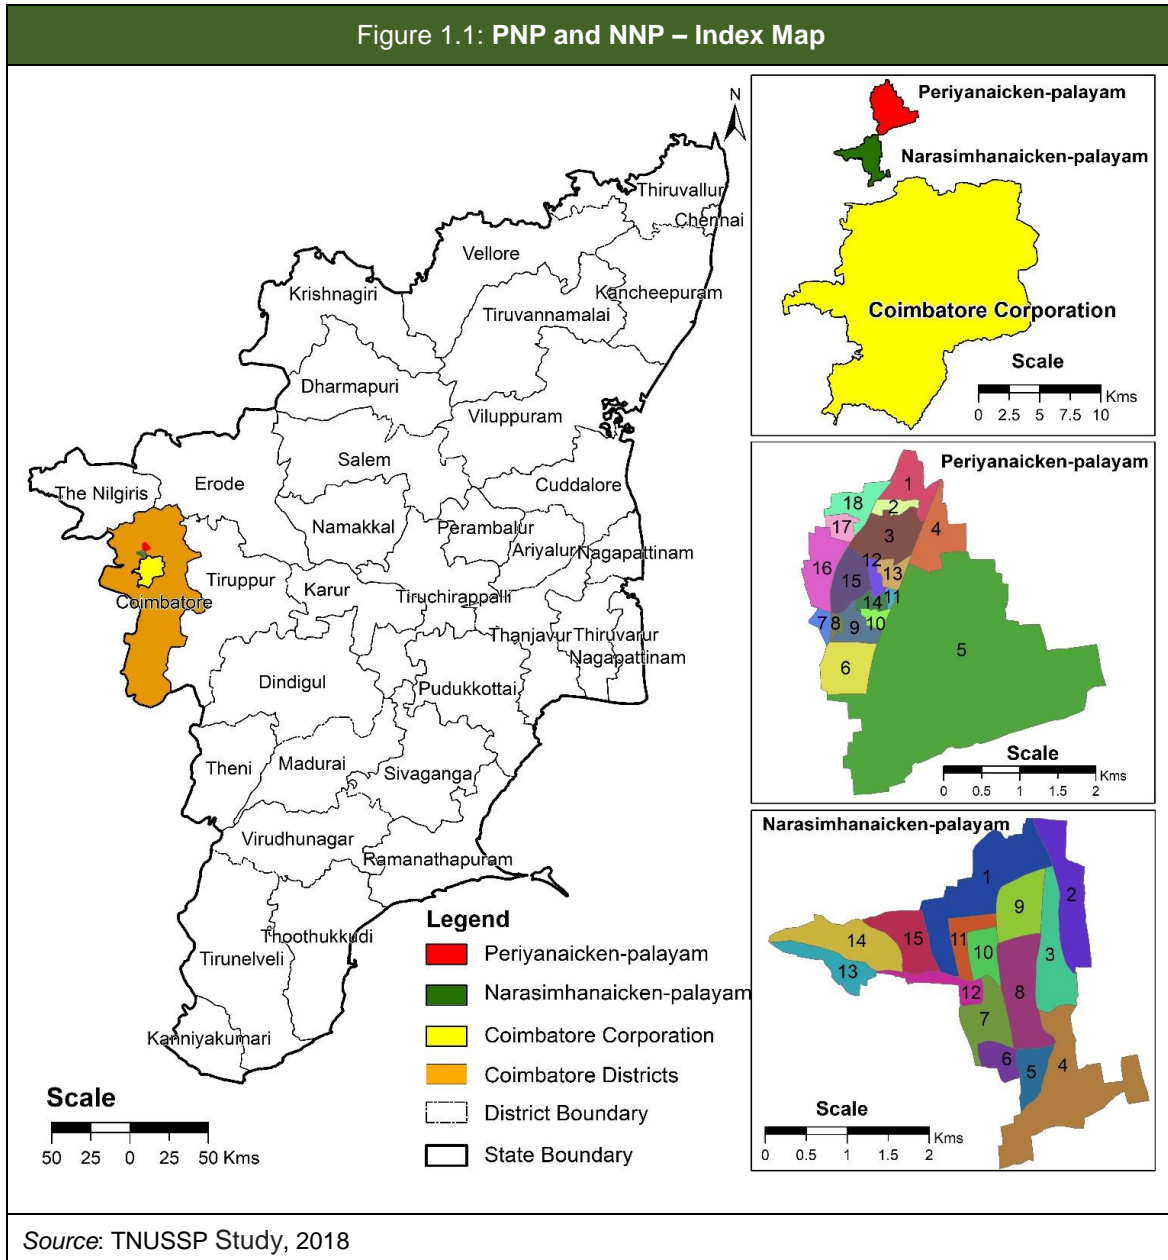 Figure 1.1: PNP and NNP – Index Map
N
Thiruvallur
Chennai
Vellore
Kancheepuram
Krishnagiri
Tiruvannamalai
Dharmapuri
Viluppuram
Salem
The Nilgiris
Erode
Cuddalore
Namakkal
Perambalur
Ariyalur
Nagapattinam
Tiruppur
Karur
Coimbatore
Tiruchirappalli
Thanjavur
Thiruvarur
Nagapattinam
Dindigul
Pudukkottai
Theni
Madurai
Sivaganga
Virudhunagar
Ramanathapuram
Thoothukkudi
Tirunelveli
Kanniyakumari
Scale
50 25 0 25 50 Kms
Legend
Periyanaicken-palayam
Narasimhanaicken-palayam
Coimbatore Corporation
Coimbatore Districts
District Boundary
State Boundary
Periyanaicken-palayam
Narasimhanaicken-palayam
Coimbatore Corporation
Scale
0 2.5 5 7.5 10 Kms
Periyanaicken-palayam
1
18
2
17
3
4
12
16
15
13
11
14
7
8
9
10
5
6
Scale
0 0.5 1 1.5 2 Kms
Narasimhanaicken-palayam
1
2
9
14
15
11
10
3
13
12
8
7
6
5
4
Scale
0 0.5 1 2 Kms
Source: TNUSSP Study, 2018